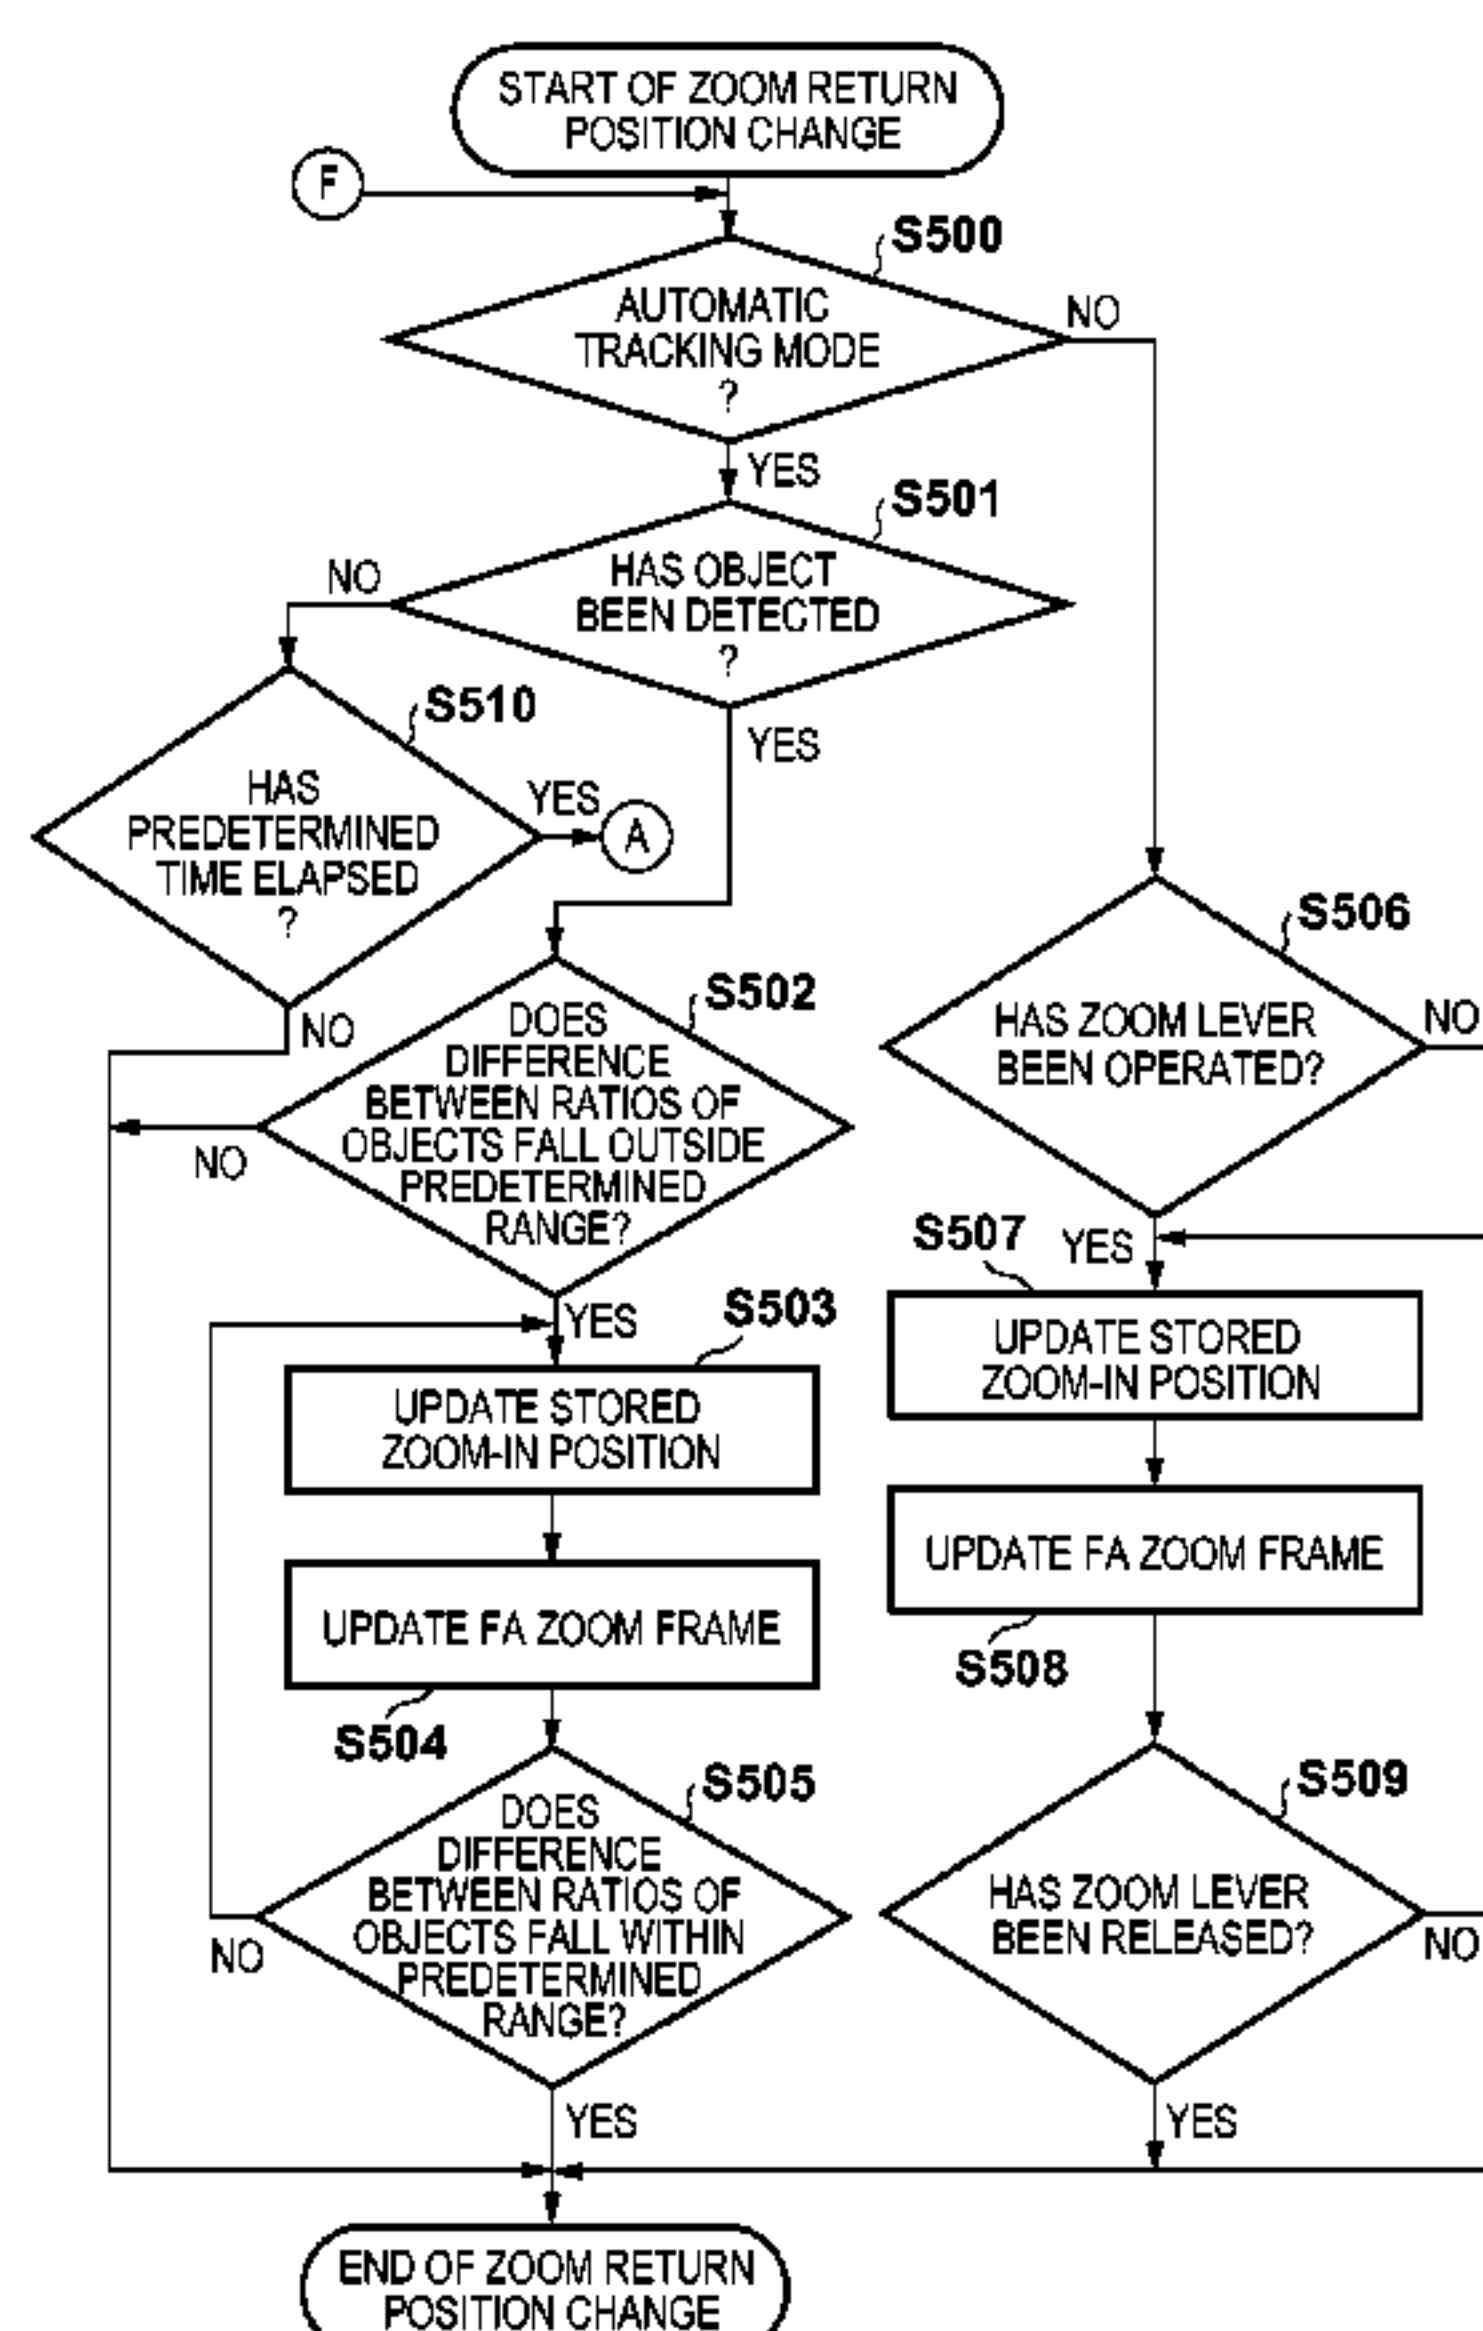 START OF ZOOM RETURN
POSITION CHANGE
F
S500
AUTOMATIC
TRACKING MODE
?
NO
YES
S501
HAS OBJECT
BEEN DETECTED
?
NO
YES
S510
HAS
PREDETERMINED
TIME ELAPSED
?
YES
A
NO
S502
DOES
DIFFERENCE
BETWEEN RATIOS OF
OBJECTS FALL OUTSIDE
PREDETERMINED
RANGE?
NO
YES
S503
UPDATE STORED
ZOOM-IN POSITION
UPDATE FA ZOOM FRAME
S504
S505
DOES
DIFFERENCE
BETWEEN RATIOS OF
OBJECTS FALL WITHIN
PREDETERMINED
RANGE?
NO
YES
S506
HAS ZOOM LEVER
BEEN OPERATED?
NO
YES
S507
UPDATE STORED
ZOOM-IN POSITION
UPDATE FA ZOOM FRAME
S508
S509
HAS ZOOM LEVER
BEEN RELEASED?
NO
YES
END OF ZOOM RETURN
POSITION CHANGE